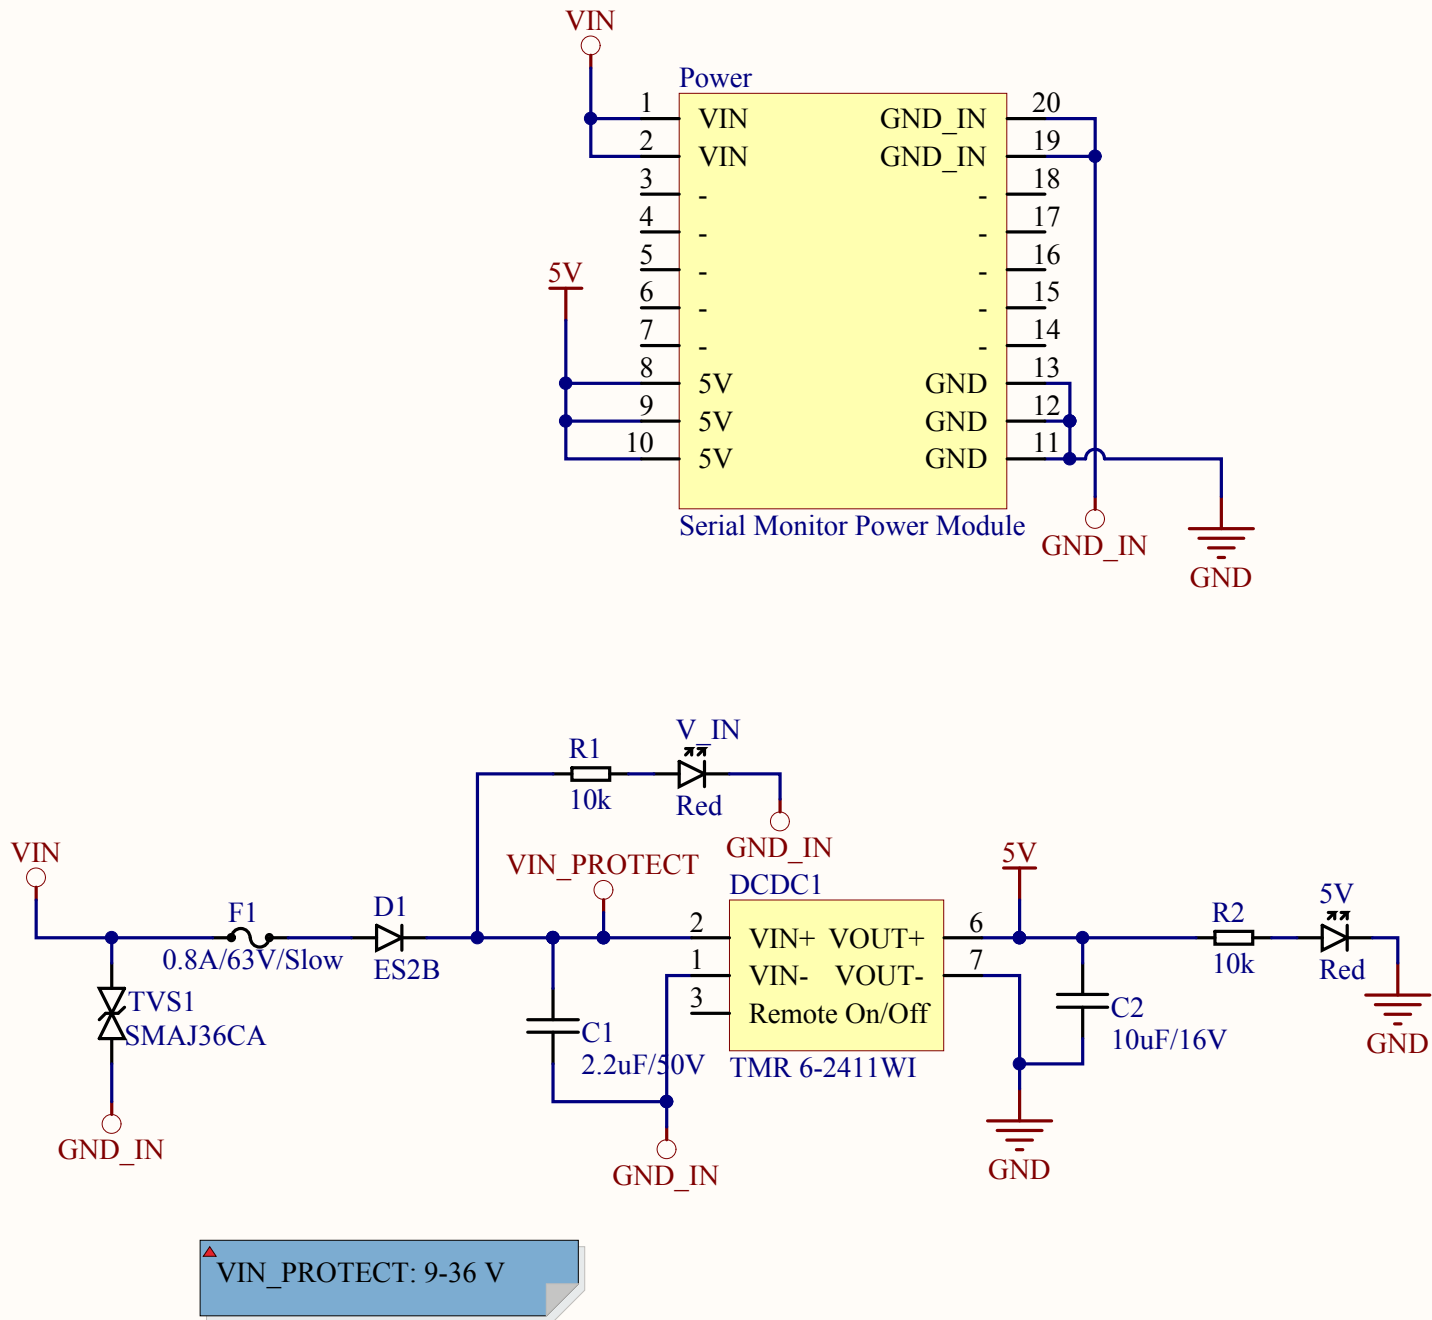 VIN
Power
1 VIN GND_IN 20
2 VIN GND_IN 19
3 - - 18
4 - - 17
5 - - 16
5V
6 - - 15
7 - - 14
8 5V GND 13
9 5V GND 12
10 5V GND 11
Serial Monitor Power Module
GND_IN
GND
V_IN
R1
10k
Red
GND_IN
VIN
VIN_PROTECT
DCDC1
5V
F1
0.8A/63V/Slow
D1
ES2B
2 VIN+ VOUT+ 6
1 VIN- VOUT- 7
3 Remote On/Off
TMR 6-2411WI
R2
10k
5V
Red
TVS1
SMAJ36CA
C1
2.2uF/50V
C2
10uF/16V
GND
GND_IN
GND_IN
GND
VIN_PROTECT: 9-36 V